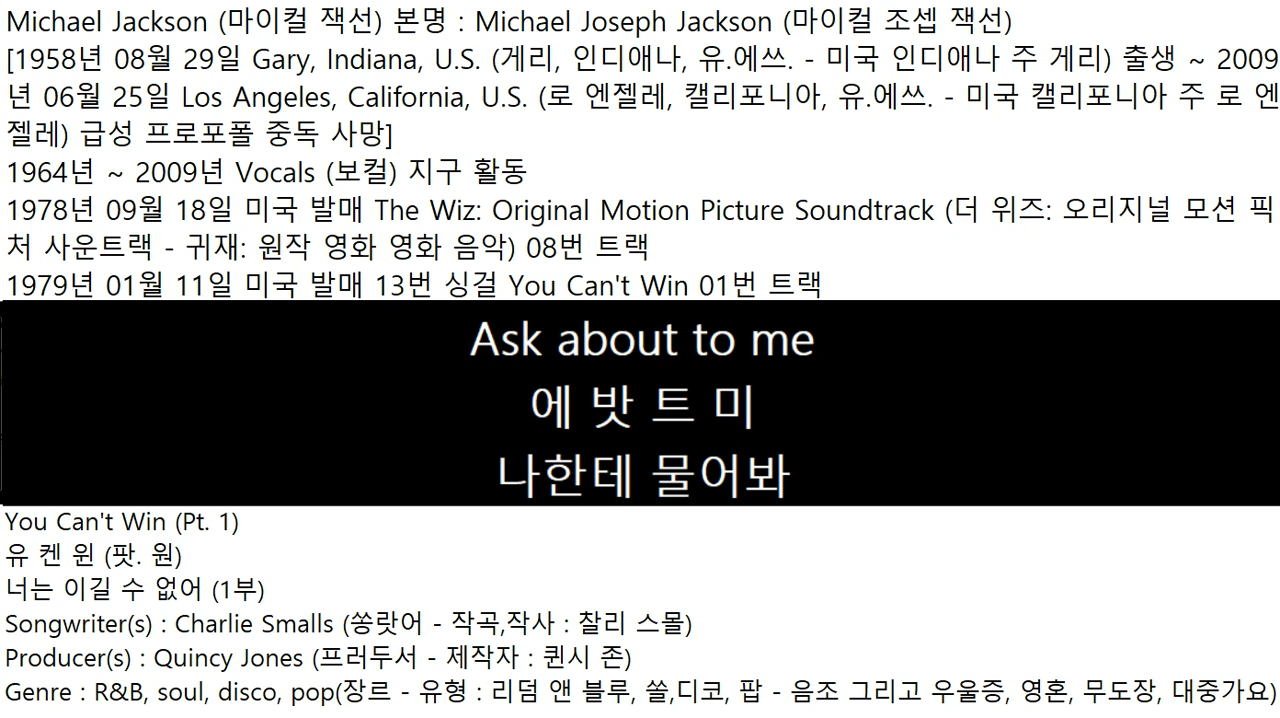 Michael Jackson (마이컬 잭선) 본명 : Michael Joseph Jackson (마이컬 조셉 잭선)
[1958년 08월 29일 Gary, Indiana, U.S. (게리, 인디애나, 유.에쓰. - 미국 인디애나 주 게리) 출생 ~ 2009
년 06월 25일 Los Angeles, California, U.S. (로 엔젤레, 캘리포니아, 유.에쓰. - 미국 캘리포니아 주 로 엔
젤레) 급성 프로포폴 중독 사망]
1964년 ~ 2009년 Vocals (보컬) 지구 활동
1978년 09월 18일 미국 발매 The Wiz: Original Motion Picture Soundtrack (더 위즈: 오리지널 모션 픽
처 사운트랙 - 귀재: 원작 영화 영화 음악) 08번 트랙
1979년 01월 11일 미국 발매 13번 싱걸 You Can't Win 01번 트랙
Ask about to me
에 밧 트 미
나한테 물어봐
You Can't Win (Pt. 1)
유 켄 윈 (팟. 원)
너는 이길 수 없어 (1부)
Songwriter(s) : Charlie Smalls (쏭랏어 - 작곡,작사 : 찰리 스몰)
Producer(s) : Quincy Jones (프러두서 - 제작자 : 퀸시 존)
Genre : R&B, soul, disco, pop(장르 - 유형 : 리덤 앤 블루, 쏠,디코, 팝 - 음조 그리고 우울증, 영혼, 무도장, 대중가요)